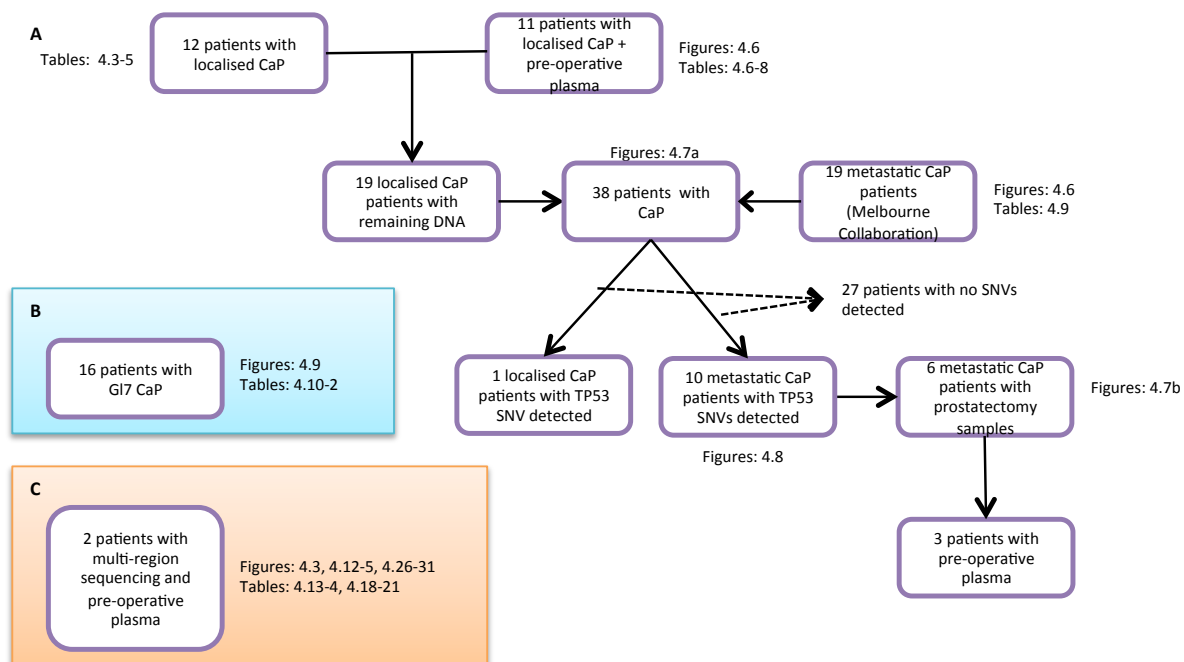 A
Tables: 4.3-5
12 patients with
localised CaP
11 patients with
localised CaP +
pre-operative
plasma
Figures: 4.6
Tables: 4.6-8
19 localised CaP
patients with
remaining DNA
Figures: 4.7a
38 patients with
CaP
19 metastatic CaP
patients
(Melbourne
Collaboration)
Figures: 4.6
Tables: 4.9
27 patients with no SNVs
detected
B
16 patients with
Gl7 CaP
Figures: 4.9
Tables: 4.10-2
1 localised CaP
patients with TP53
SNV detected
10 metastatic CaP
patients with TP53
SNVs detected
Figures: 4.8
6 metastatic CaP
patients with
prostatectomy
samples
Figures: 4.7b
C
2 patients with
multi-region
sequencing and
pre-operative
plasma
Figures: 4.3, 4.12-5, 4.26-31
Tables: 4.13-4, 4.18-21
3 patients with
pre-operative
plasma